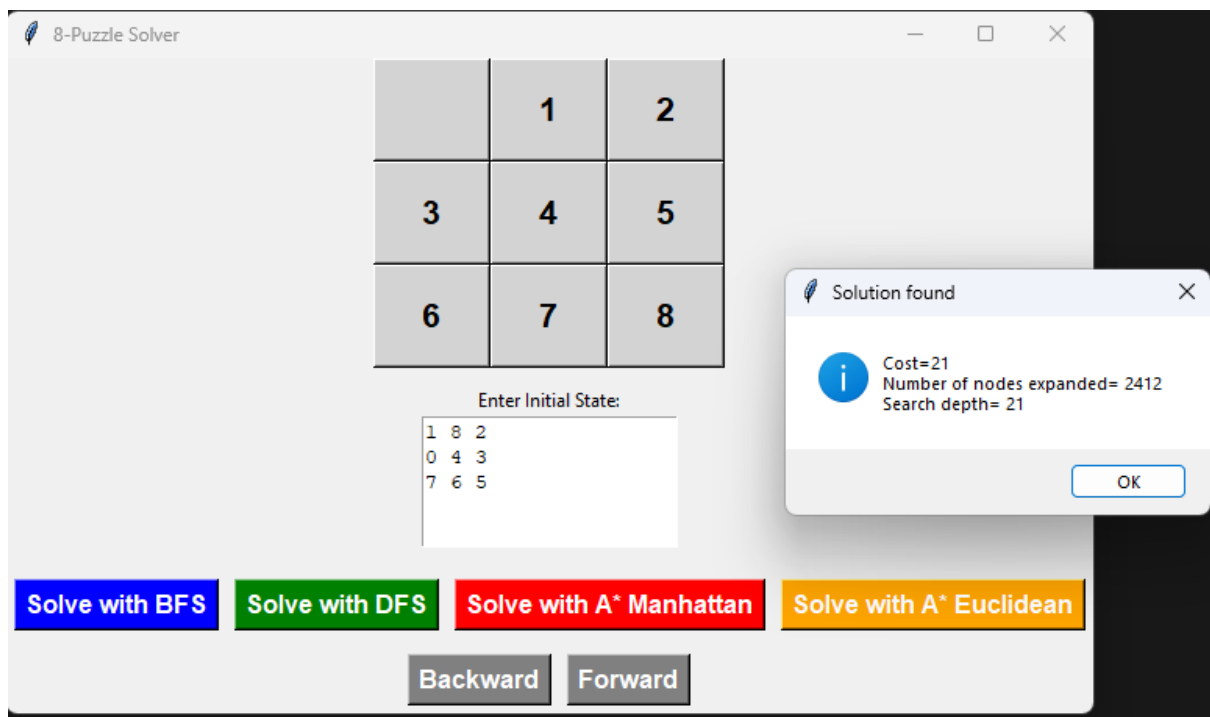 8-Puzzle Solver
1 2
3 4 5
6 7 8
Solution found
Cost=21
Number of nodes expanded= 2412
Search depth= 21
OK
Enter Initial State:
1 8 2
0 4 3
7 6 5
Solve with BFS Solve with DFS Solve with A* Manhattan Solve with A* Euclidean
Backward Forward